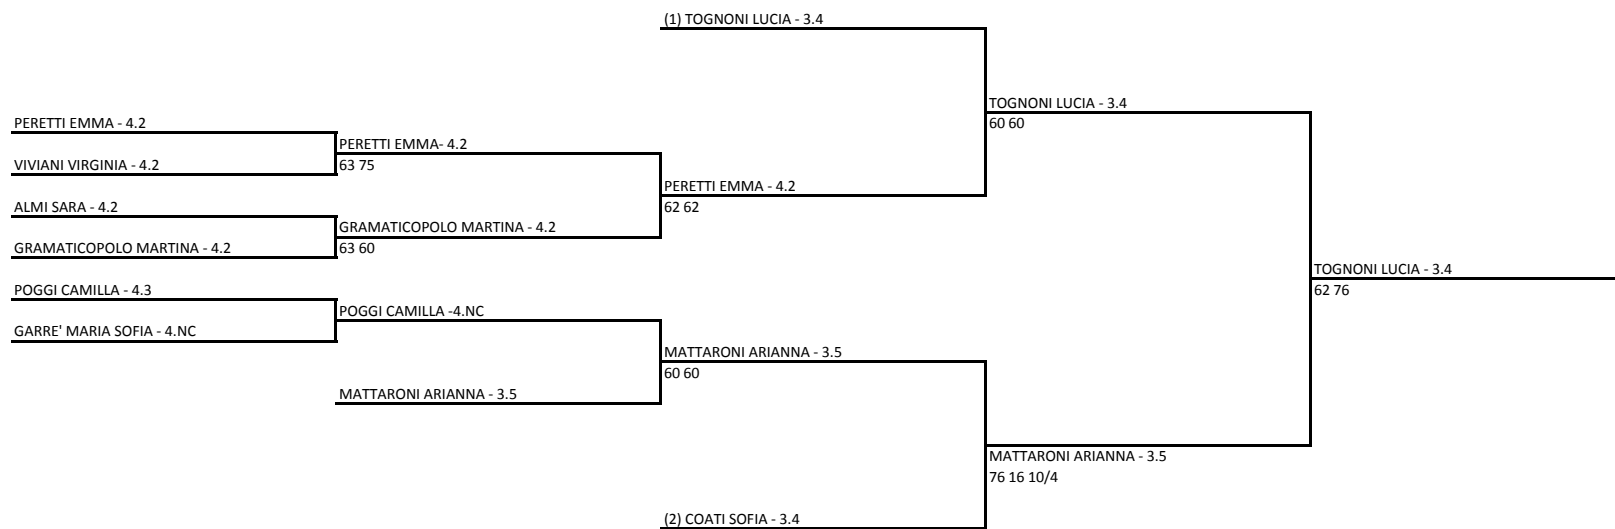 (1) TOGNONI LUCIA - 3.4
TOGNONI LUCIA - 3.4
60 60
PERETTI EMMA - 4.2
PERETTI EMMA- 4.2
VIVIANI VIRGINIA - 4.2
63 75
PERETTI EMMA - 4.2
62 62
ALMI SARA - 4.2
GRAMATICOPOLO MARTINA - 4.2
GRAMATICOPOLO MARTINA - 4.2
63 60
TOGNONI LUCIA - 3.4
62 76
POGGI CAMILLA - 4.3
POGGI CAMILLA -4.NC
GARRE' MARIA SOFIA - 4.NC
MATTARONI ARIANNA - 3.5
60 60
MATTARONI ARIANNA - 3.5
MATTARONI ARIANNA - 3.5
76 16 10/4
(2) COATI SOFIA - 3.4